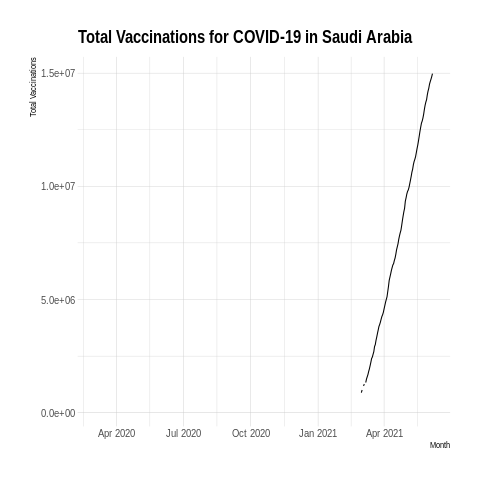 Total Vaccinations for COVID-19 in Saudi Arabia
Total Vaccinations
1.5e+07
1.0e+07
5.0e+06
0.0e+00
Apr 2020 Jul 2020 Oct 2020 Jan 2021 Apr 2021
Month